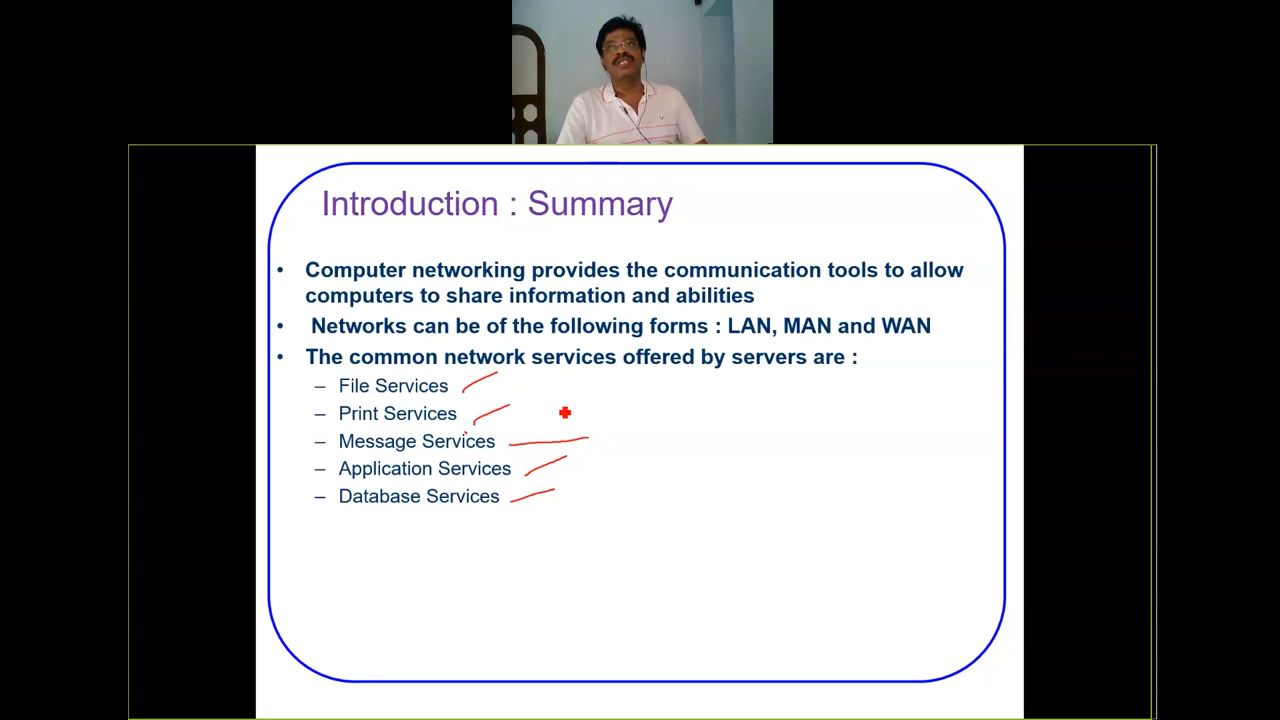 Introduction : Summary
• Computer networking provides the communication tools to allow
computers to share information and abilities
• Networks can be of the following forms : LAN, MAN and WAN
• The common network services offered by servers are :
– File Services
– Print Services
– Message Services
– Application Services
– Database Services